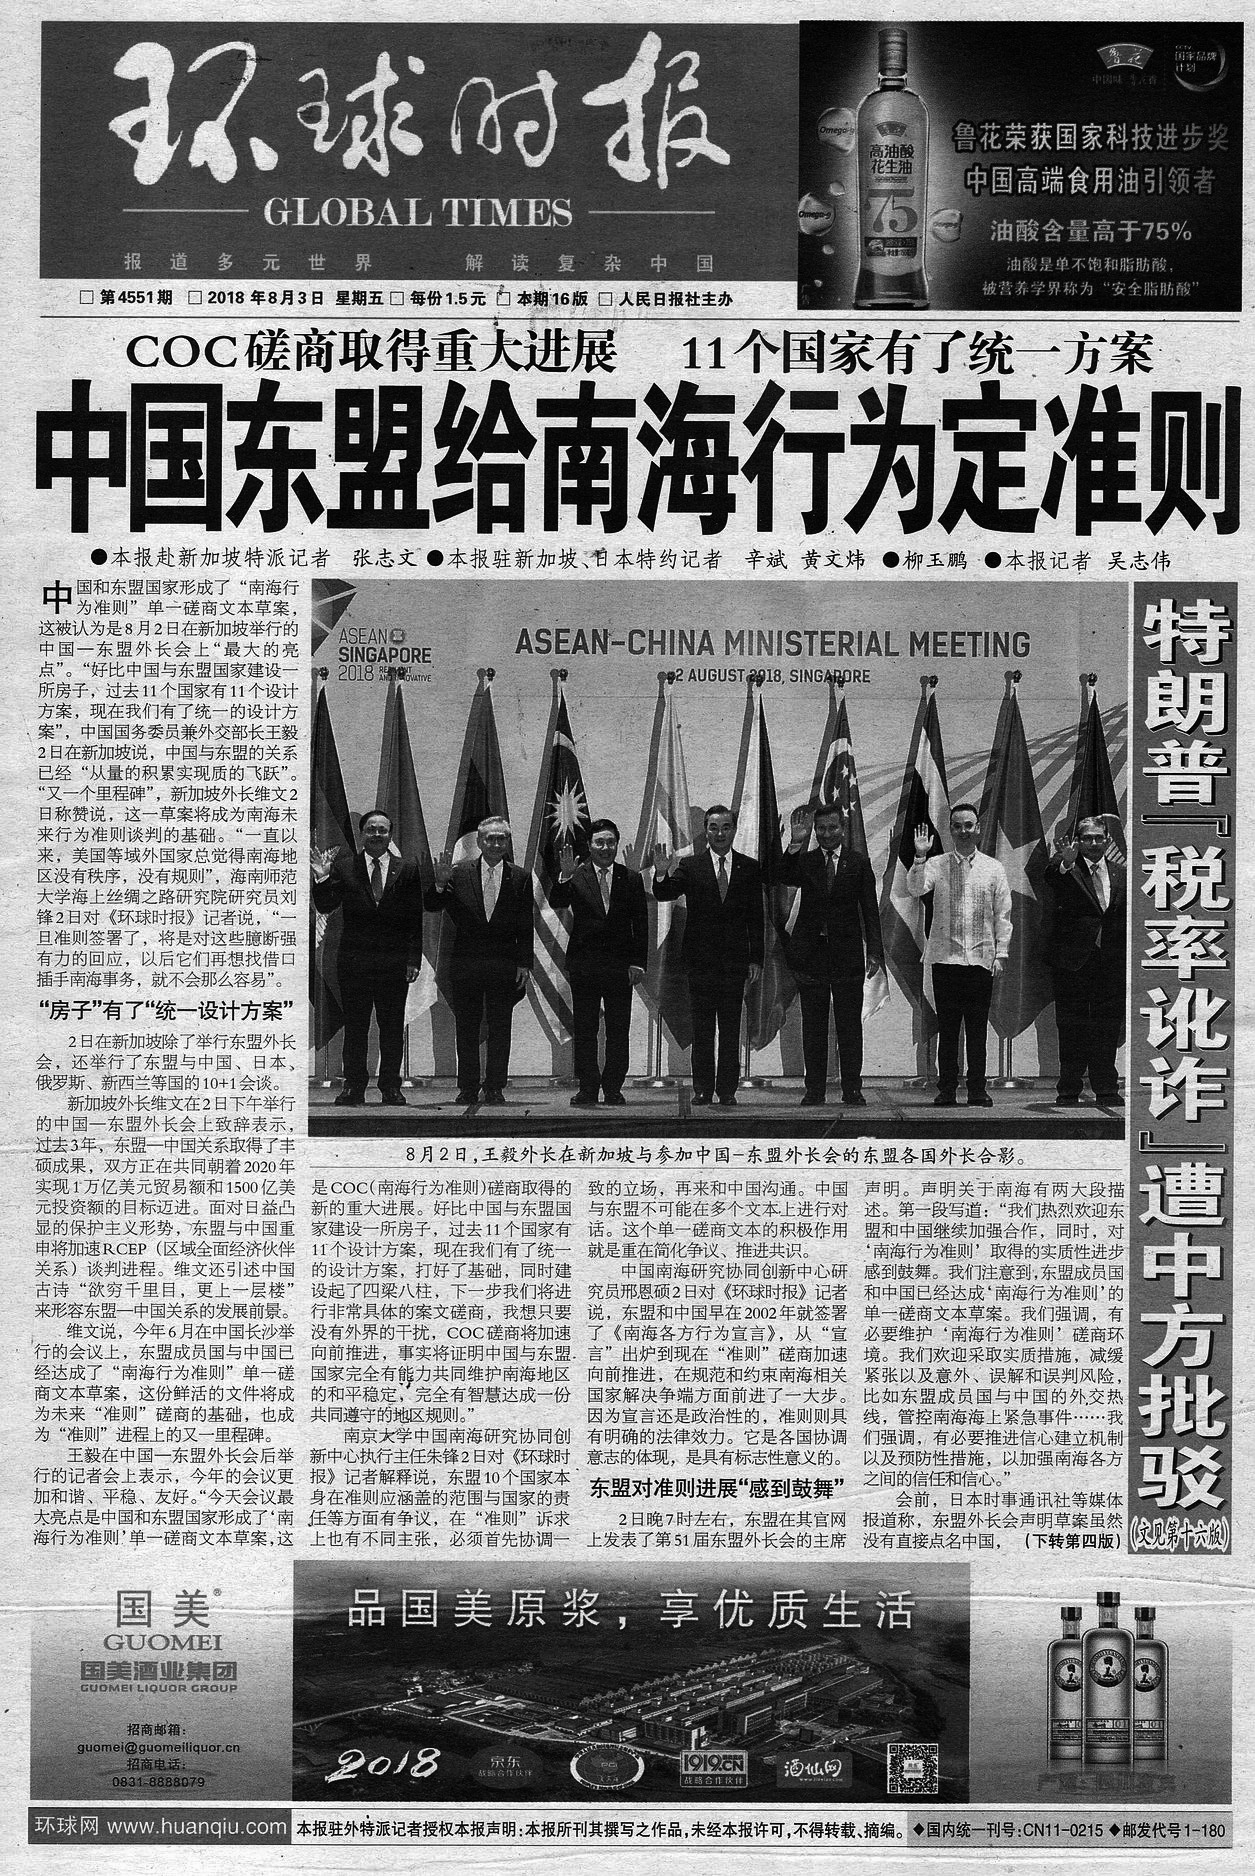 环球时报
GLOBAL TIMES
报道多元世界 解读复杂中国
鲁花
中国味 鲁花香
CCTV
国家品牌
计划
鲁花荣获国家科技进步奖
中国高端食用油引领者
油酸含量高于75%
油酸是单不饱和脂肪酸，
被营养学界称为“安全脂肪酸”
Omega-9
高油酸
花生油
75
Omega-9
广告
□ 第4551期 □ 2018年8月3日 星期五 □ 每份1.5元 □ 本期16版 □ 人民日报社主办
COC磋商取得重大进展 11个国家有了统一方案
中国东盟给南海行为定准则
●本报赴新加坡特派记者 张志文 ●本报驻新加坡、日本特约记者 辛斌 黄文炜 ●柳玉鹏 ●本报记者 吴志伟
中国和东盟国家形成了“南海行
为准则”单一磋商文本草案，
这被认为是8月2日在新加坡举行的
中国—东盟外长会上“最大的亮
点”。“好比中国与东盟国家建设一
所房子，过去11个国家有11个设计
方案，现在我们有了统一的设计方
案”，中国国务委员兼外交部长王毅
2日在新加坡说，中国与东盟的关系
已经“从量的积累实现质的飞跃”。
“又一个里程碑”，新加坡外长维文2
日称赞说，这一草案将成为南海未
来行为准则谈判的基础。“一直以
来，美国等域外国家总觉得南海地
区没有秩序，没有规则”，海南师范
大学海上丝绸之路研究院研究员刘
锋2日对《环球时报》记者说，“一
旦准则签署了，将是对这些臆断强
有力的回应，以后它们再想找借口
插手南海事务，就不会那么容易”。
“房子”有了“统一设计方案”
2日在新加坡除了举行东盟外长
会，还举行了东盟与中国、日本、
俄罗斯、新西兰等国的10+1会谈。
新加坡外长维文在2日下午举行
的中国—东盟外长会上致辞表示，
过去3年，东盟—中国关系取得了丰
硕成果，双方正在共同朝着2020年
实现1万亿美元贸易额和1500亿美
元投资额的目标迈进。面对日益凸
显的保护主义形势，东盟与中国重
申将加速RCEP（区域全面经济伙伴
关系）谈判进程。维文还引述中国
古诗“欲穷千里目，更上一层楼”
来形容东盟—中国关系的发展前景。
维文说，今年6月在中国长沙举
行的会议上，东盟成员国与中国已
经达成了“南海行为准则”单一磋
商文本草案，这份鲜活的文件将成
为未来“准则”磋商的基础，也成
为“准则”进程上的又一里程碑。
王毅在中国—东盟外长会后举
行的记者会上表示，今年的会议更
加和谐、平稳、友好。“今天会议最
大亮点是中国和东盟国家形成了‘南
海行为准则’单一磋商文本草案，这
ASEAN
SINGAPORE
2018 RESILIENT
AND INNOVATIVE
ASEAN–CHINA MINISTERIAL MEETING
2 AUGUST 2018, SINGAPORE
8月2日，王毅外长在新加坡与参加中国-东盟外长会的东盟各国外长合影。
是COC（南海行为准则）磋商取得的
新的重大进展。好比中国与东盟国
家建设一所房子，过去11个国家有
11个设计方案，现在我们有了统一
的设计方案，打好了基础，同时建
设起了四梁八柱，下一步我们将进
行非常具体的案文磋商，我想只要
没有外界的干扰，COC磋商将加速
向前推进，事实将证明中国与东盟
国家完全有能力共同维护南海地区
的和平稳定，完全有智慧达成一份
共同遵守的地区规则。”
南京大学中国南海研究协同创
新中心执行主任朱锋2日对《环球时
报》记者解释说，东盟10个国家本
身在准则应涵盖的范围与国家的责
任等方面有争议，在“准则”诉求
上也有不同主张，必须首先协调一
致的立场，再来和中国沟通。中国
与东盟不可能在多个文本上进行对
话。这个单一磋商文本的积极作用
就是重在简化争议、推进共识。
中国南海研究协同创新中心研
究员邢恩硕2日对《环球时报》记者
说，东盟和中国早在2002年就签署
了《南海各方行为宣言》，从“宣
言”出炉到现在“准则”磋商加速
向前推进，在规范和约束南海相关
国家解决争端方面前进了一大步。
因为宣言还是政治性的，准则则具
有明确的法律效力。它是各国协调
意志的体现，是具有标志性意义的。
东盟对准则进展“感到鼓舞”
2日晚7时左右，东盟在其官网
上发表了第51届东盟外长会的主席
声明。声明关于南海有两大段描
述。第一段写道：“我们热烈欢迎东
盟和中国继续加强合作，同时，对
‘南海行为准则’取得的实质性进步
感到鼓舞。我们注意到，东盟成员国
和中国已经达成‘南海行为准则’的
单一磋商文本草案。我们强调，有
必要维护‘南海行为准则’磋商环
境。我们欢迎采取实质措施，减缓
紧张以及意外、误解和误判风险，
比如东盟成员国与中国的外交热
线，管控南海海上紧急事件……我
们强调，有必要推进信心建立机制
以及预防性措施，以加强南海各方
之间的信任和信心。”
会前，日本时事通讯社等媒体
报道称，东盟外长会声明草案虽然
没有直接点名中国，（下转第四版）
特朗普『税率讹诈』遭中方批驳
（文见第十六版）
国美®
GUOMEI
国美酒业集团
GUOMEI LIQUOR GROUP
招商邮箱：
guomei@guomeiliquor.cn
招商电话：
0831-8888079
品国美原浆，享优质生活
2018
京东
战略合作伙伴
1919.CN
战略合作伙伴
酒仙网
环球网 www.huanqiu.com
本报驻外特派记者授权本报声明：本报所刊其撰写之作品，未经本报许可，不得转载、摘编。
◆国内统一刊号：CN11-0215 ◆邮发代号1-180